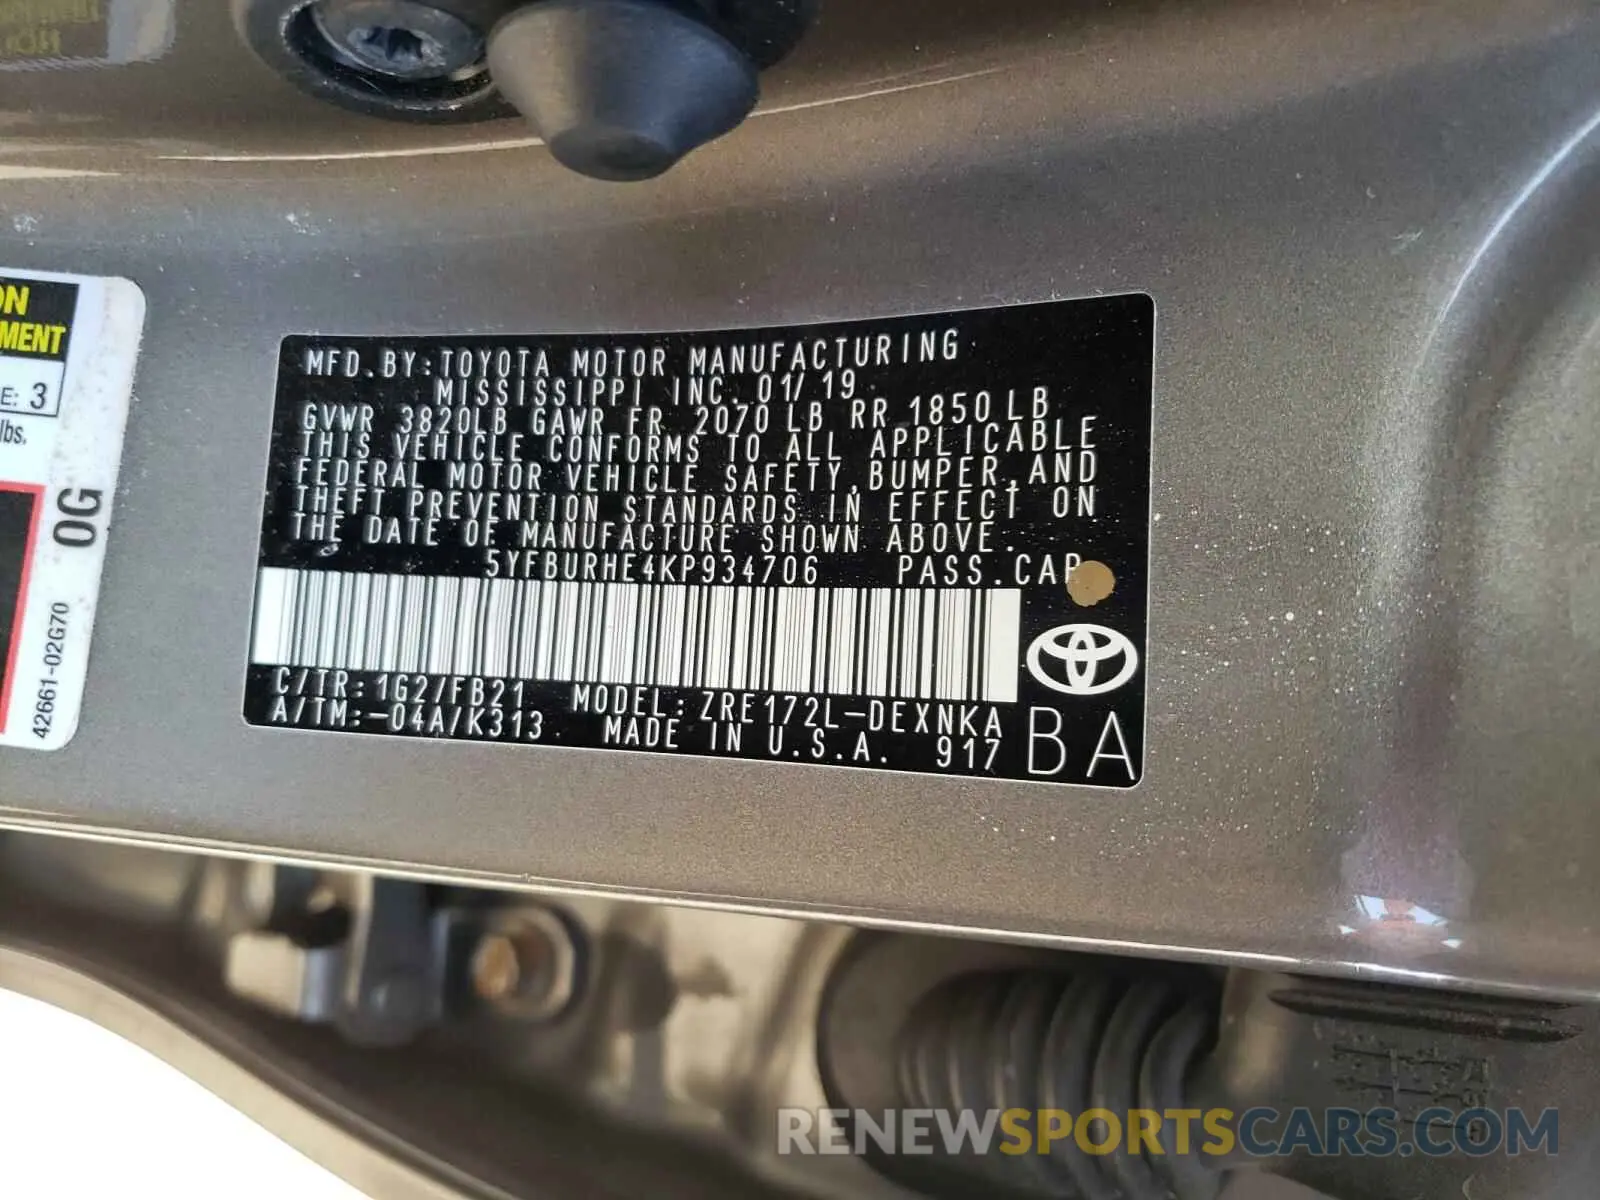 ON
MENT
E: 3
lbs.
0G
42661-02G70
MFD.BY:TOYOTA MOTOR MANUFACTURING
MISSISSIPPI INC. 01/19
GVWR 3820LB GAWR FR 2070 LB RR 1850LB
THIS VEHICLE CONFORMS TO ALL APPLICABLE
FEDERAL MOTOR VEHICLE SAFETY,BUMPER,AND
THEFT PREVENTION STANDARDS IN EFFECT ON
THE DATE OF MANUFACTURE SHOWN ABOVE.
5YFBURHE4KP934706 PASS.CAR
C/TR:1G2/FB21 MODEL:ZRE172L-DEXNKA
A/TM:-04A/K313 MADE IN U.S.A. 917
BA
RENEWSPORTSCARS.COM